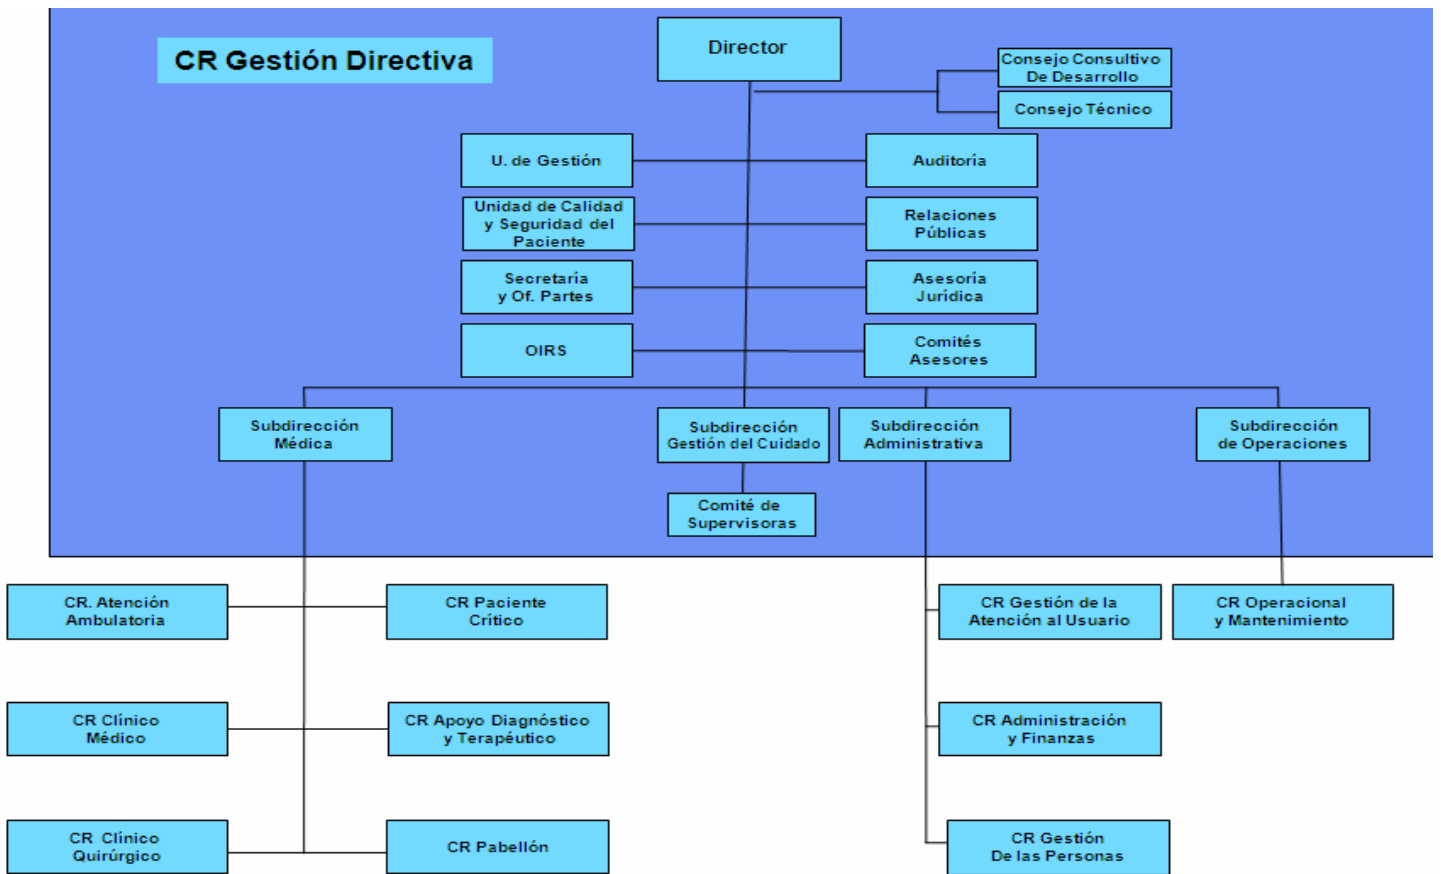 CR Gestión Directiva
Director
Consejo Consultivo
De Desarrollo
Consejo Técnico
U. de Gestión
Auditoría
Unidad de Calidad
y Seguridad del
Paciente
Relaciones
Públicas
Secretaría
y Of. Partes
Asesoría
Jurídica
OIRS
Comités
Asesores
Subdirección
Médica
Subdirección
Gestión del Cuidado
Subdirección
Administrativa
Subdirección
de Operaciones
Comité de
Supervisoras
CR. Atención
Ambulatoria
CR Paciente
Crítico
CR Gestión de la
Atención al Usuario
CR Operacional
y Mantenimiento
CR Clínico
Médico
CR Apoyo Diagnóstico
y Terapéutico
CR Administración
y Finanzas
CR Clínico
Quirúrgico
CR Pabellón
CR Gestión
De las Personas